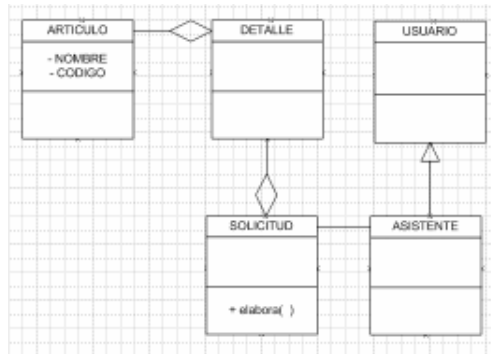 ARTICULO
- NOMBRE
- CODIGO
DETALLE
USUARIO
SOLICITUD
+ elabora( )
ASISTENTE